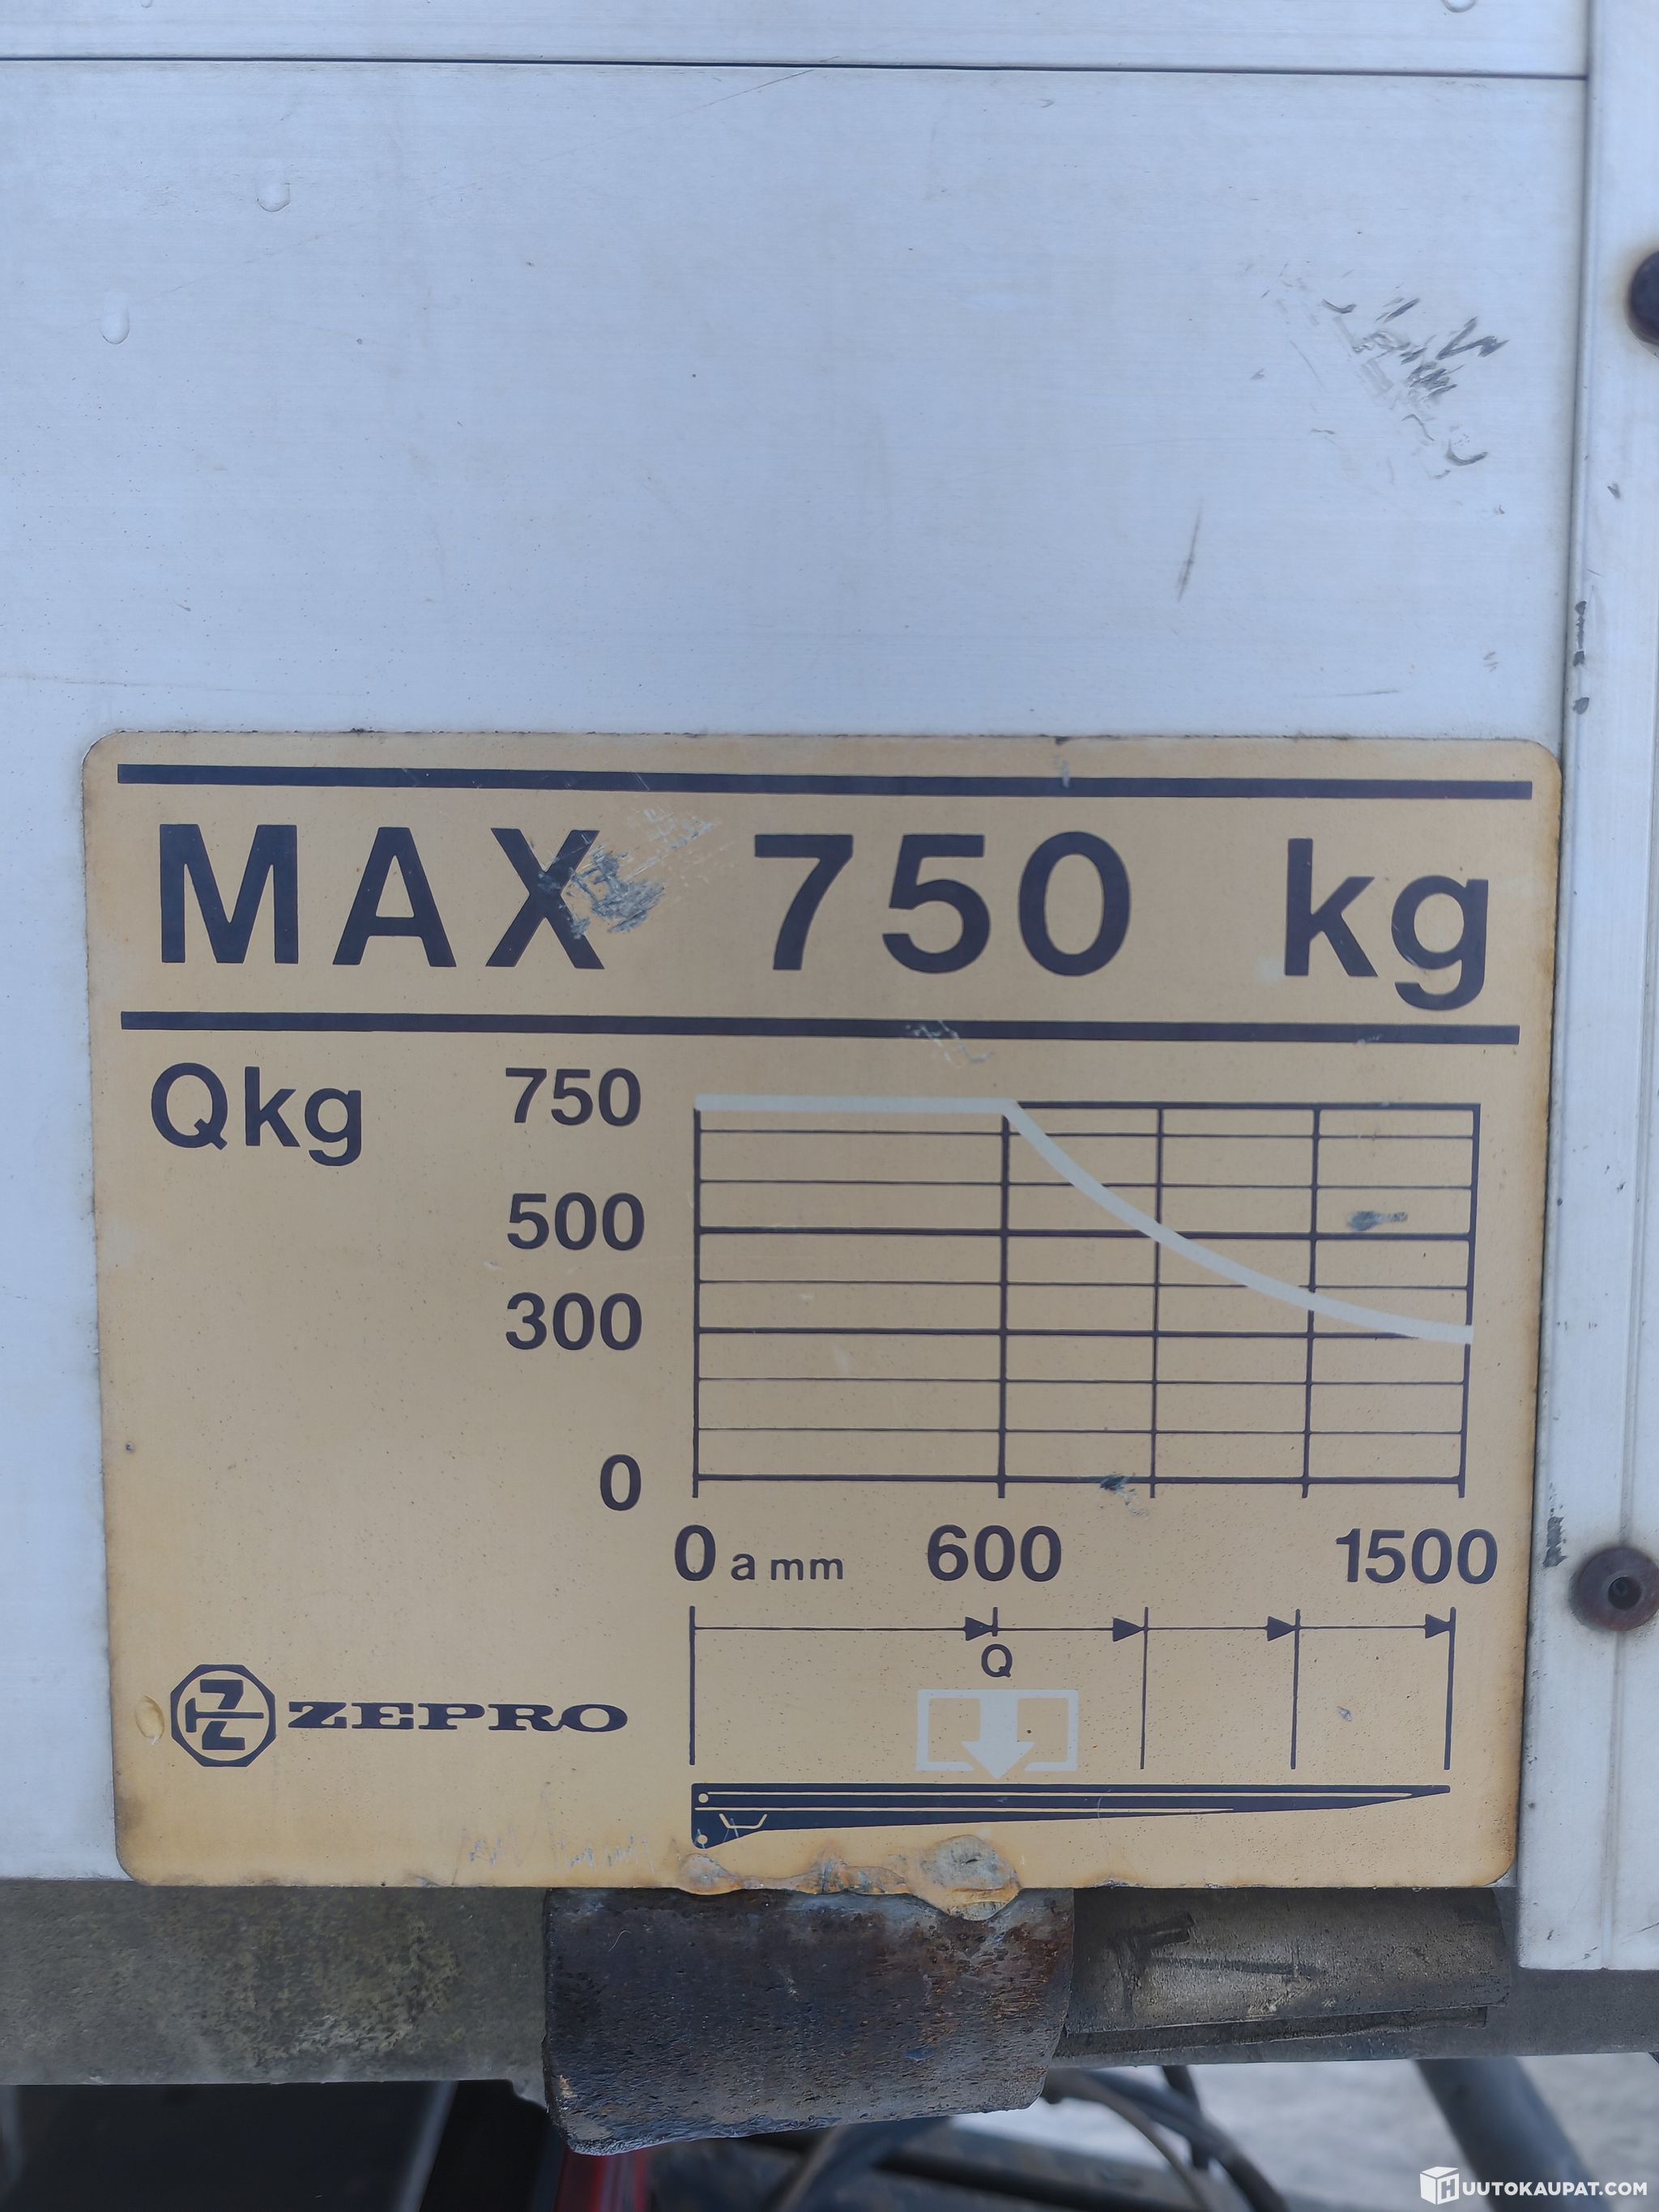 MAX 750 kg
Qkg 750
500
300
0
0 a mm 600 1500
Q
ZEPRO
HUUTOKAUPAT.COM